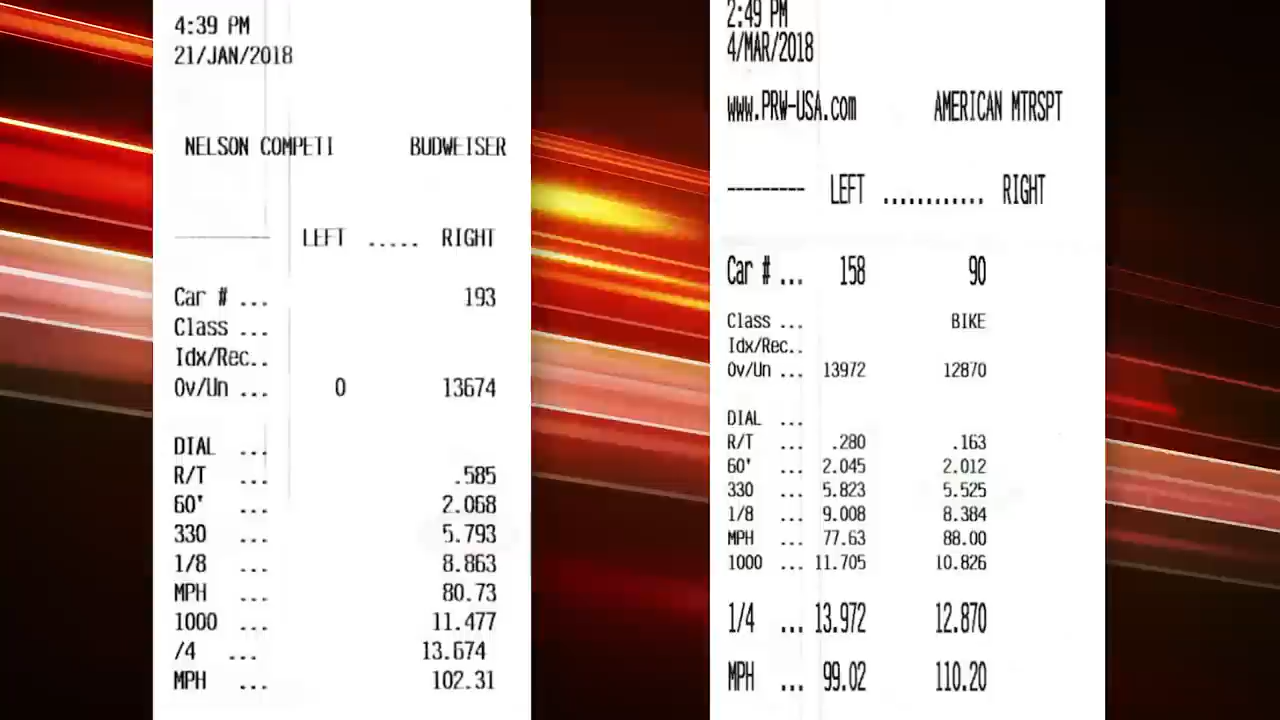 4:39 PM
21/JAN/2018
NELSON COMPETI BUDWEISER
--------- LEFT ..... RIGHT
Car # ... 193
Class ...
Idx/Rec..
Ov/Un ... 0 13674
DIAL ...
R/T ... .585
60' ... 2.068
330 ... 5.793
1/8 ... 8.863
MPH ... 80.73
1000 ... 11.477
/4 ... 13.674
MPH ... 102.31
2:49 PM
4/MAR/2018
www.PRW-USA.com AMERICAN MTRSPT
--------- LEFT ............ RIGHT
Car # ... 158 90
Class ... BIKE
Idx/Rec..
Ov/Un ... 13972 12870
DIAL ...
R/T ... .280 .163
60' ... 2.045 2.012
330 ... 5.823 5.525
1/8 ... 9.008 8.384
MPH ... 77.63 88.00
1000 ... 11.705 10.826
1/4 ... 13.972 12.870
MPH ... 99.02 110.20